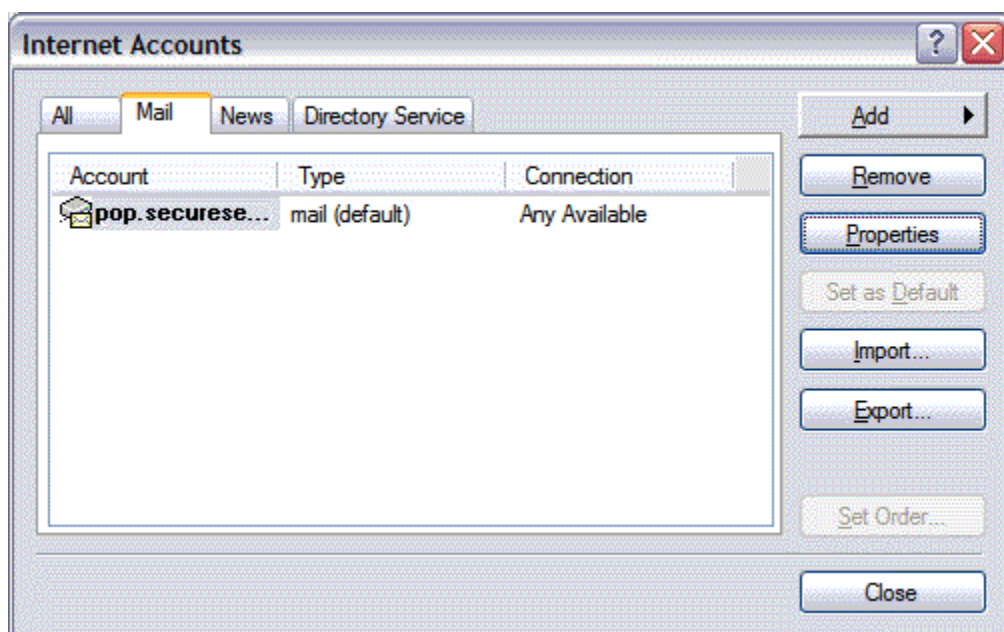 Internet Accounts
All Mail News Directory Service
Add
Account Type Connection
Remove
pop.securese... mail (default) Any Available
Properties
Set as Default
Import...
Export...
Set Order...
Close